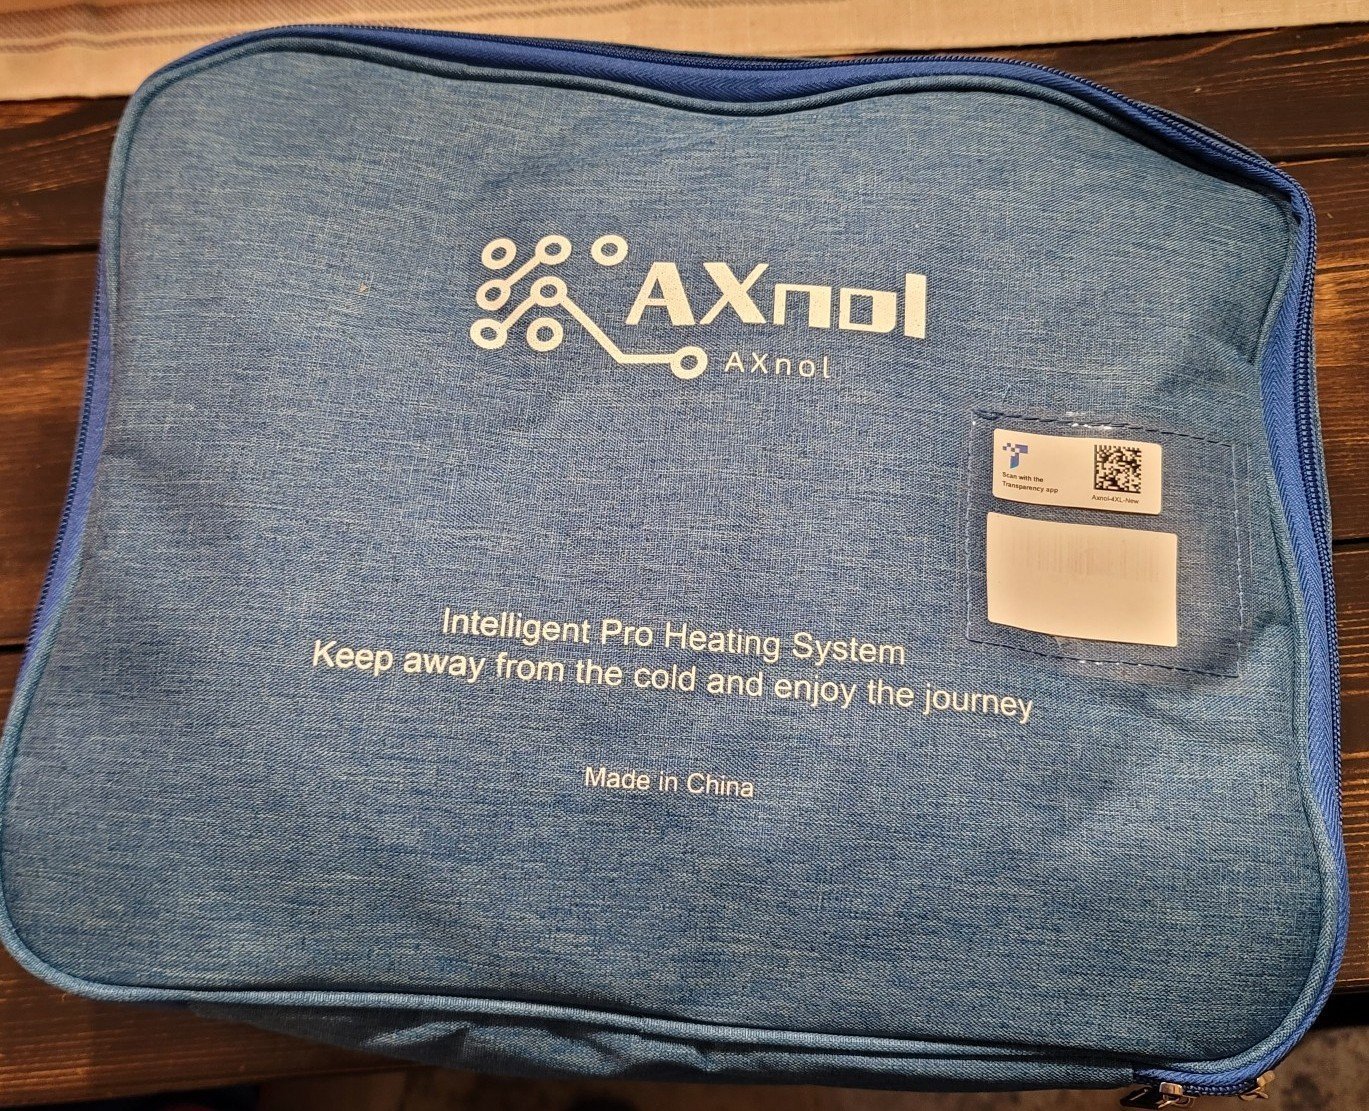 AXnol
AXnol
Scan with the
Transparency app
Axnol-4XL-New
Intelligent Pro Heating System
Keep away from the cold and enjoy the journey
Made in China